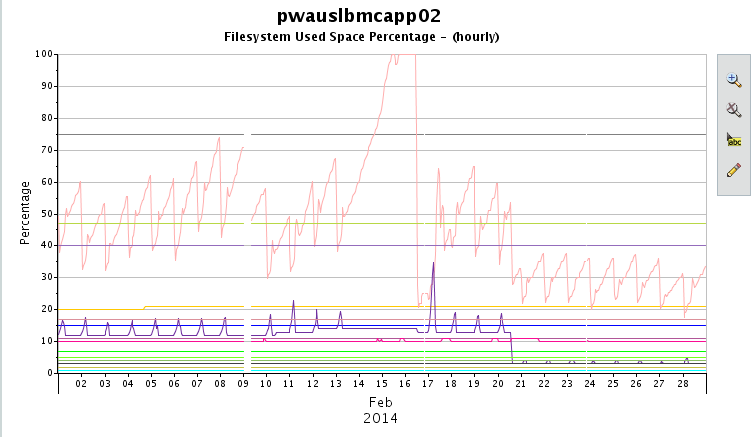 pwauslbmcapp02
Filesystem Used Space Percentage – (hourly)
100
90
80
70
60
50
40
30
20
10
0
Percentage
02 03 04 05 06 07 08 09 10 11 12 13 14 15 16 17 18 19 20 21 22 23 24 25 26 27 28
Feb
2014
abc